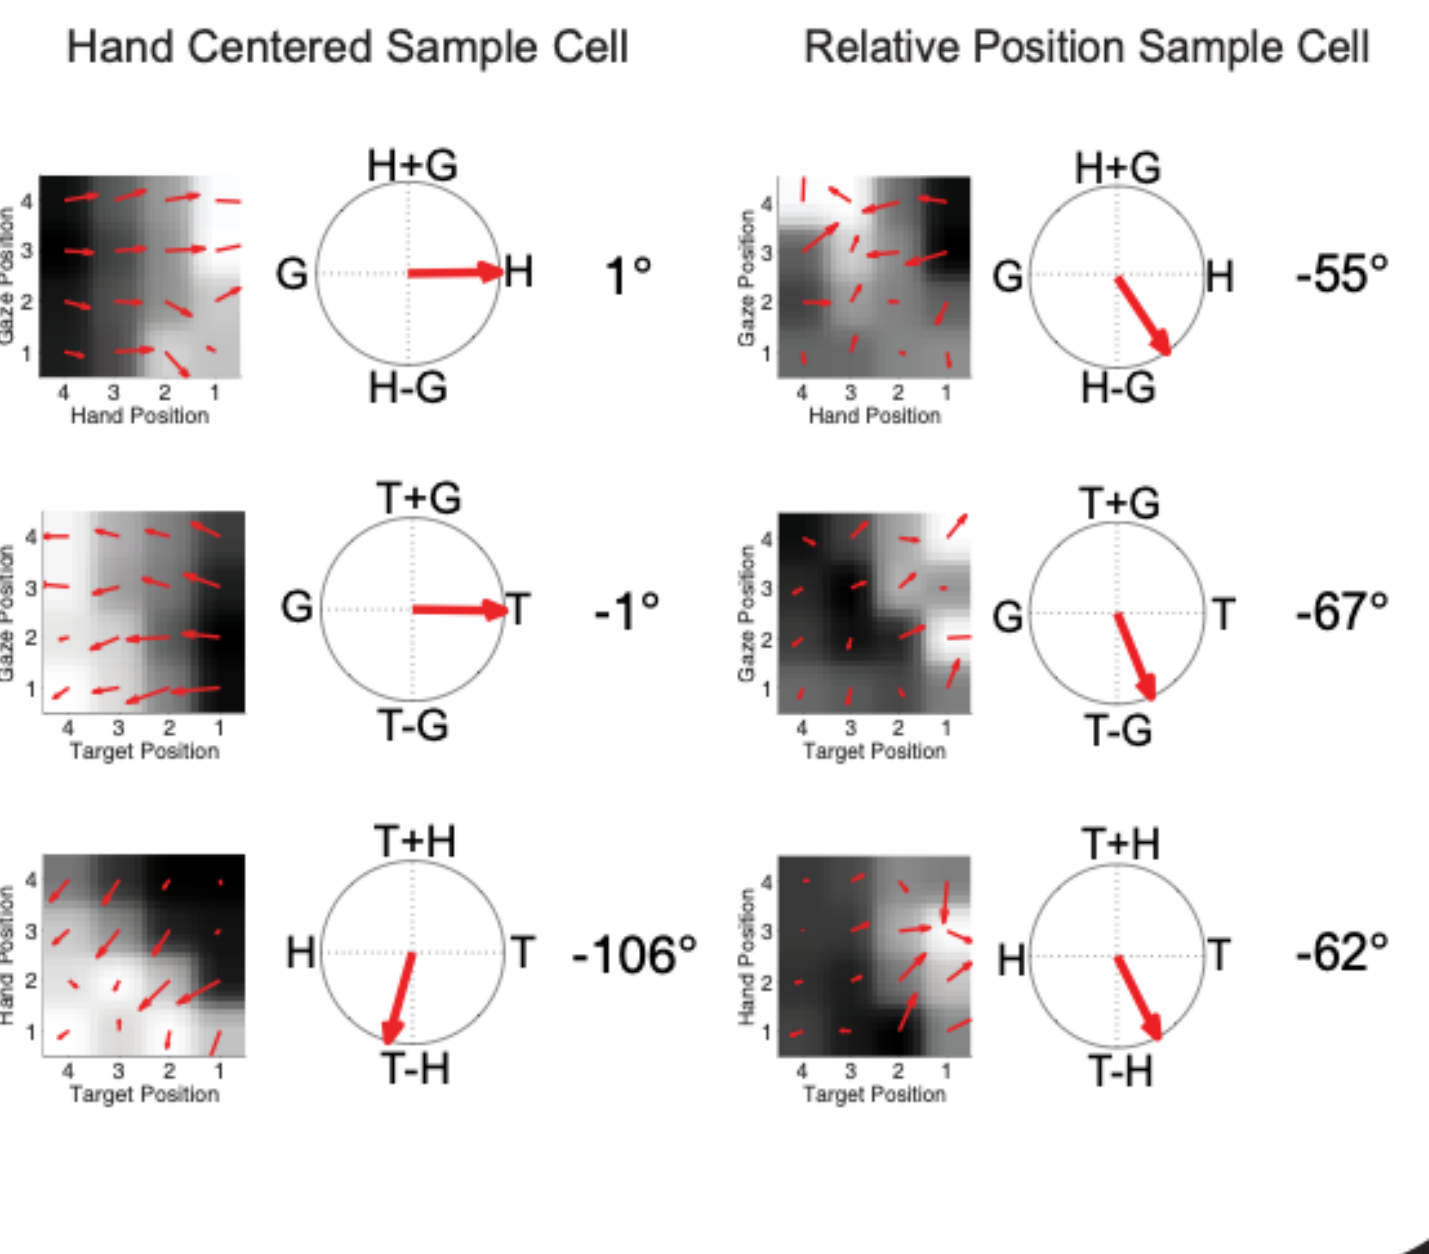 Hand Centered Sample Cell
Relative Position Sample Cell
H+G
4
3
2
1
Gaze Position
4 3 2 1
Hand Position
G
H
H-G
1°
H+G
4
3
2
1
Gaze Position
4 3 2 1
Hand Position
G
H
H-G
-55°
T+G
4
3
2
1
Gaze Position
4 3 2 1
Target Position
G
T
T-G
-1°
T+G
4
3
2
1
Gaze Position
4 3 2 1
Target Position
G
T
T-G
-67°
T+H
4
3
2
1
Hand Position
4 3 2 1
Target Position
H
T
T-H
-106°
T+H
4
3
2
1
Hand Position
4 3 2 1
Target Position
H
T
T-H
-62°